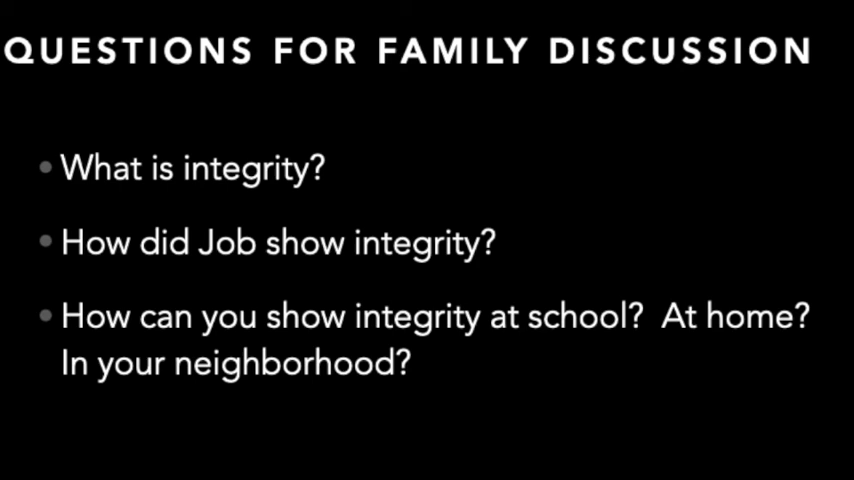 QUESTIONS FOR FAMILY DISCUSSION
• What is integrity?
• How did Job show integrity?
• How can you show integrity at school?  At home?
In your neighborhood?